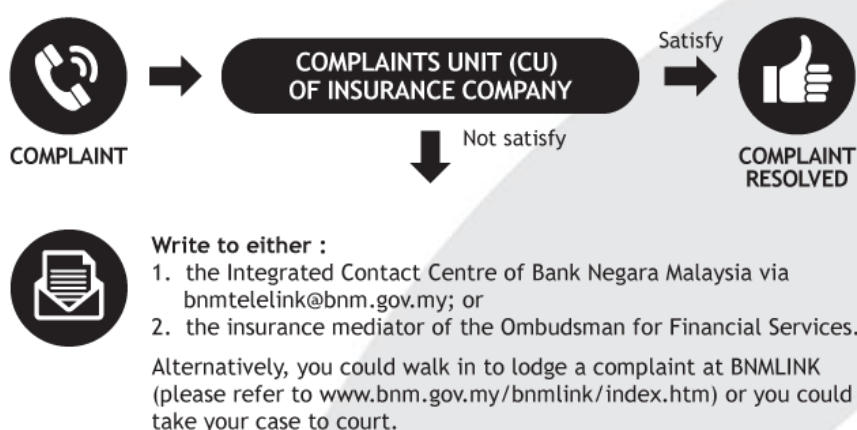 COMPLAINT
COMPLAINTS UNIT (CU)
OF INSURANCE COMPANY
Satisfy
COMPLAINT
RESOLVED
Not satisfy
Write to either :
1. the Integrated Contact Centre of Bank Negara Malaysia via
bnmtelelink@bnm.gov.my; or
2. the insurance mediator of the Ombudsman for Financial Services.
Alternatively, you could walk in to lodge a complaint at BNMLINK
(please refer to www.bnm.gov.my/bnmlink/index.htm) or you could
take your case to court.